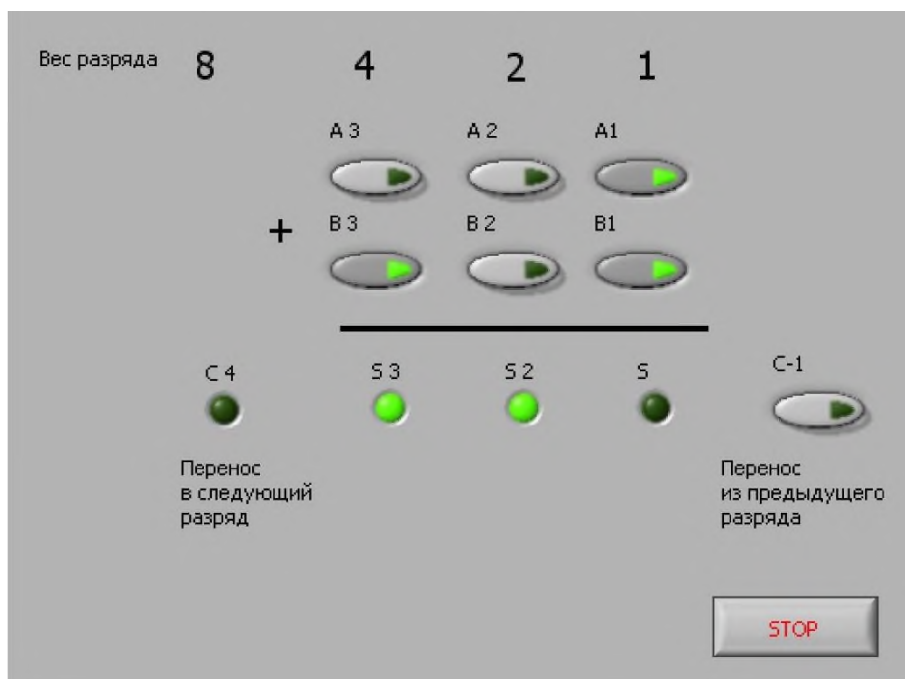 Вес разряда 8 4 2 1
A 3 A 2 A1
+
B 3 B 2 B1
C 4 S 3 S 2 S C-1
Перенос
в следующий
разряд
Перенос
из предыдущего
разряда
STOP